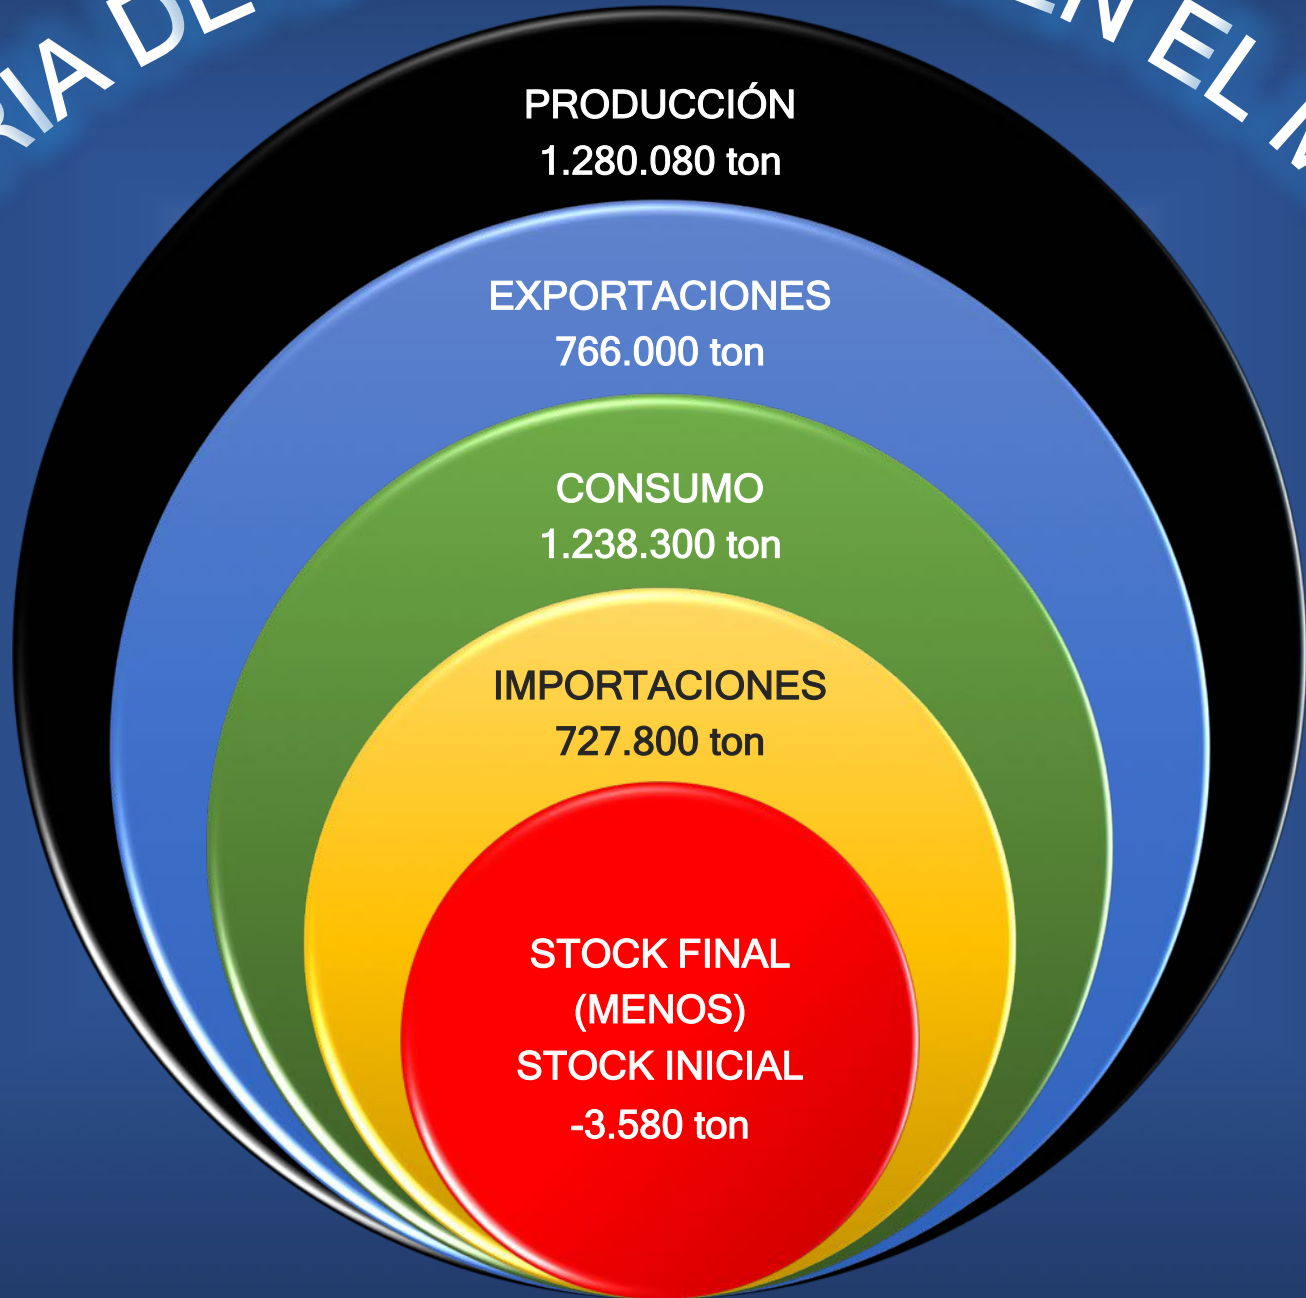 DE EN EL
PRODUCCIÓN
1.280.080 ton
EXPORTACIONES
766.000 ton
CONSUMO
1.238.300 ton
IMPORTACIONES
727.800 ton
STOCK FINAL
(MENOS)
STOCK INICIAL
-3.580 ton